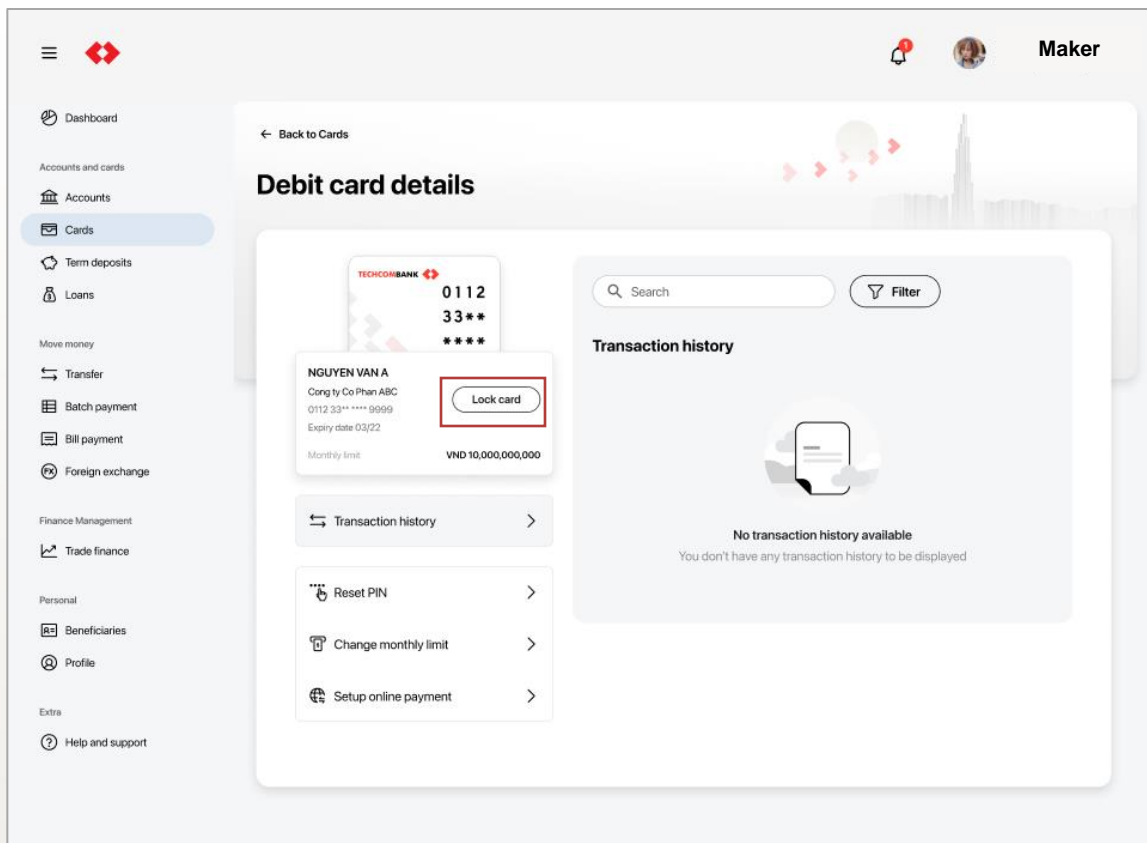 1
Maker
Dashboard
Accounts and cards
Accounts
Cards
Term deposits
Loans
Move money
Transfer
Batch payment
Bill payment
FX
Foreign exchange
Finance Management
Trade finance
Personal
Beneficiaries
Profile
Extra
? Help and support
Back to Cards
Debit card details
TECHCOMBANK
0112
33**
****
NGUYEN VAN A
Cong ty Co Phan ABC
0112 33** **** 9999
Expiry date 03/22
Lock card
Monthly limit VND 10,000,000,000
Transaction history
Reset PIN
Change monthly limit
Setup online payment
Search
Filter
Transaction history
No transaction history available
You don't have any transaction history to be displayed